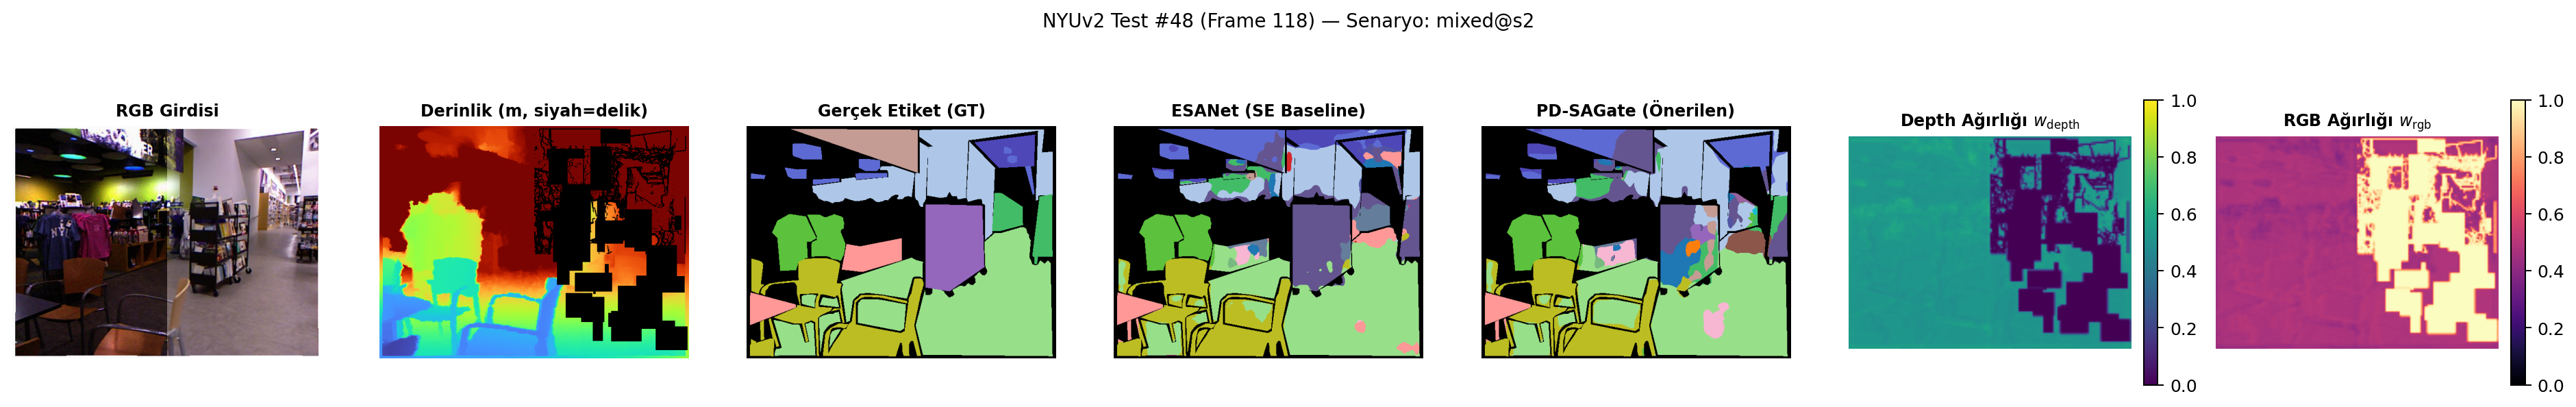 NYUv2 Test #48 (Frame 118) — Senaryo: mixed@s2
RGB Girdisi
Derinlik (m, siyah=delik)
Gerçek Etiket (GT)
ESANet (SE Baseline)
PD-SAGate (Önerilen)
Depth Ağırlığı w_depth
1.0
0.8
0.6
0.4
0.2
0.0
RGB Ağırlığı w_rgb
1.0
0.8
0.6
0.4
0.2
0.0